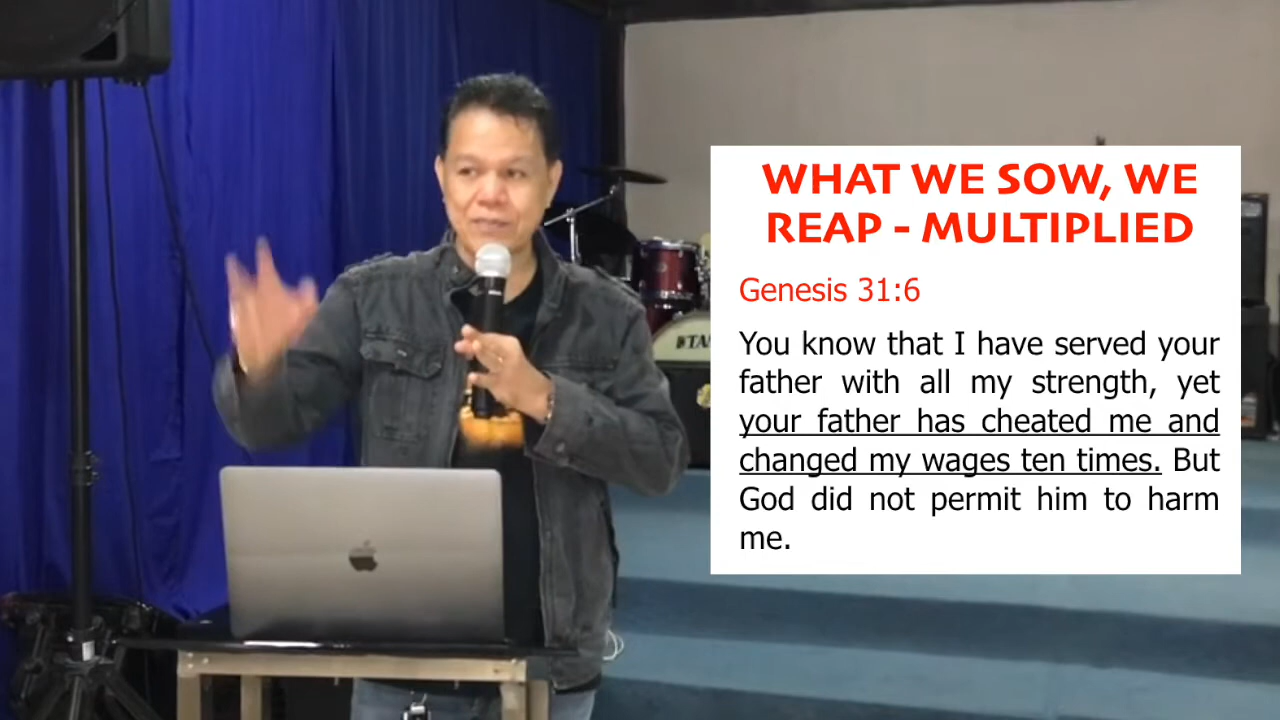 WHAT WE SOW, WE
REAP - MULTIPLIED
Genesis 31:6
You know that I have served your
father with all my strength, yet
your father has cheated me and
changed my wages ten times. But
God did not permit him to harm
me.